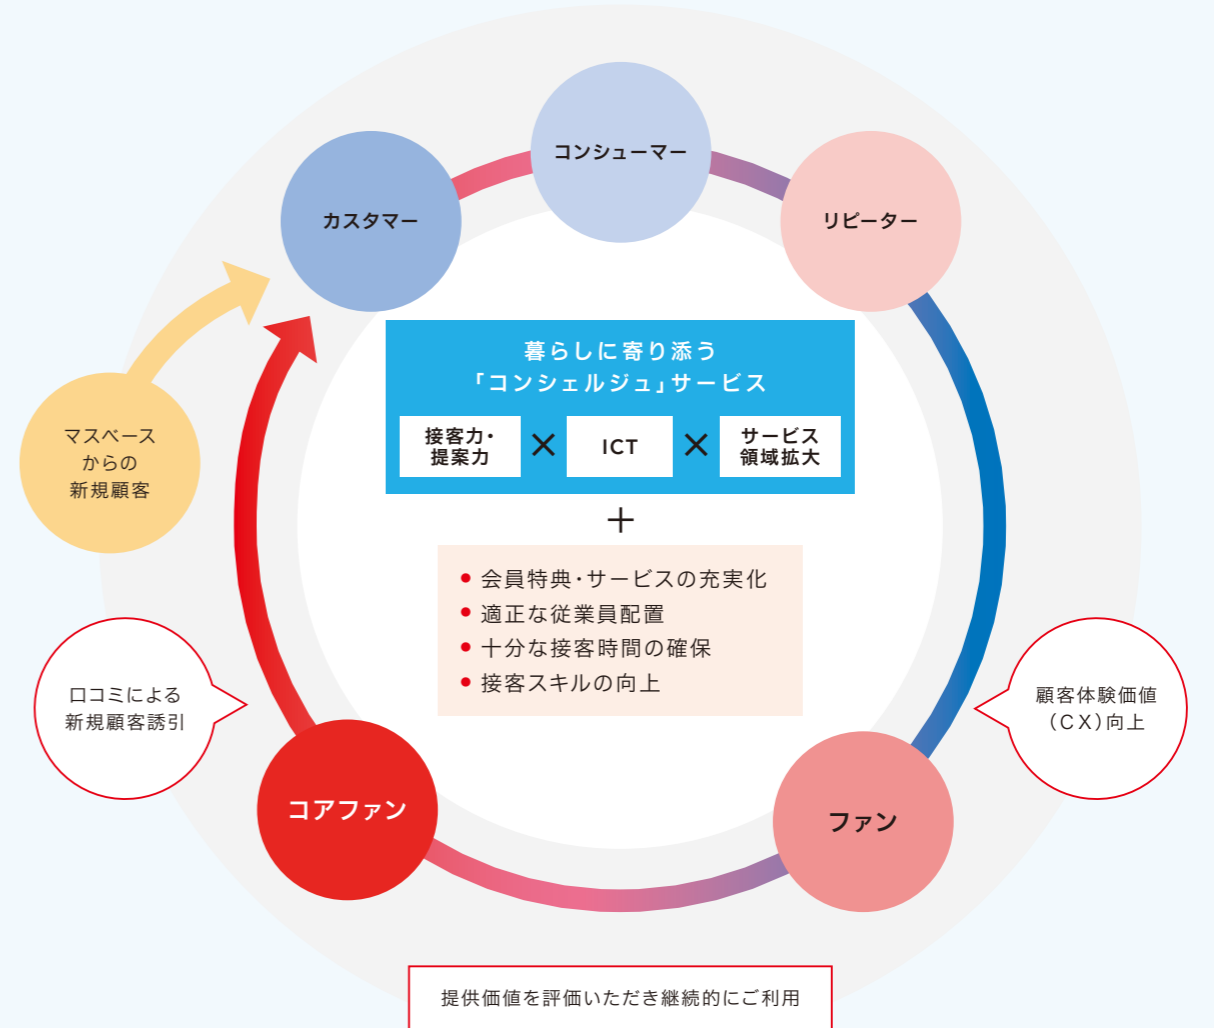 コンシューマー
カスタマー
リピーター
マスベース
からの
新規顧客
暮らしに寄り添う
「コンシェルジュ」サービス
接客力・
提案力
×
ICT
×
サービス
領域拡大
+
• 会員特典・サービスの充実化
• 適正な従業員配置
• 十分な接客時間の確保
• 接客スキルの向上
口コミによる
新規顧客誘引
顧客体験価値
(CX)向上
コアファン
ファン
提供価値を評価いただき継続的にご利用